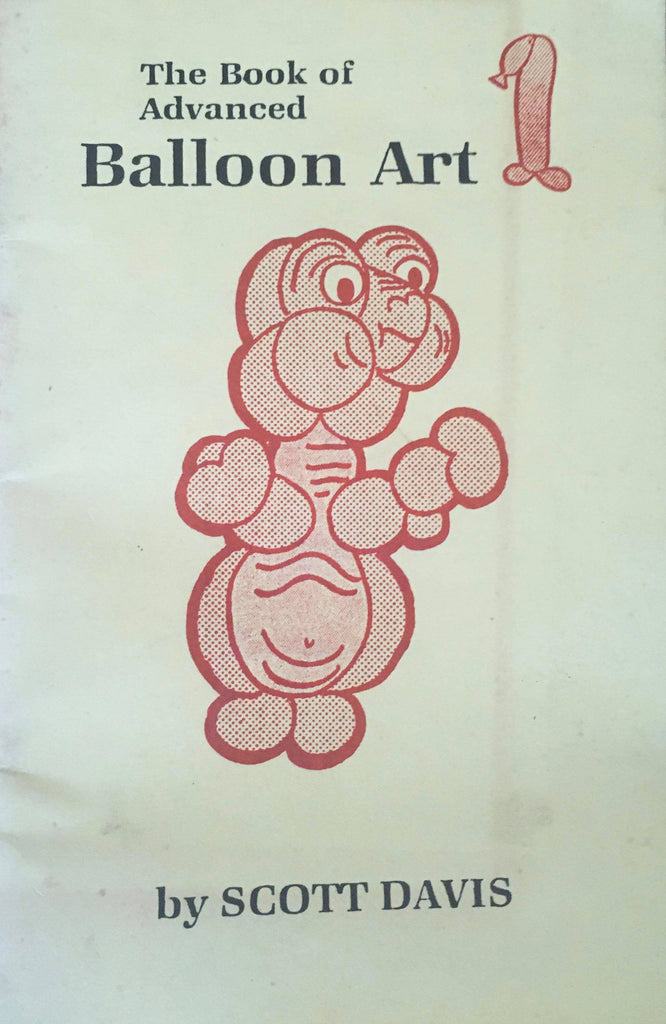 The Book of
Advanced
Balloon Art 1
by SCOTT DAVIS